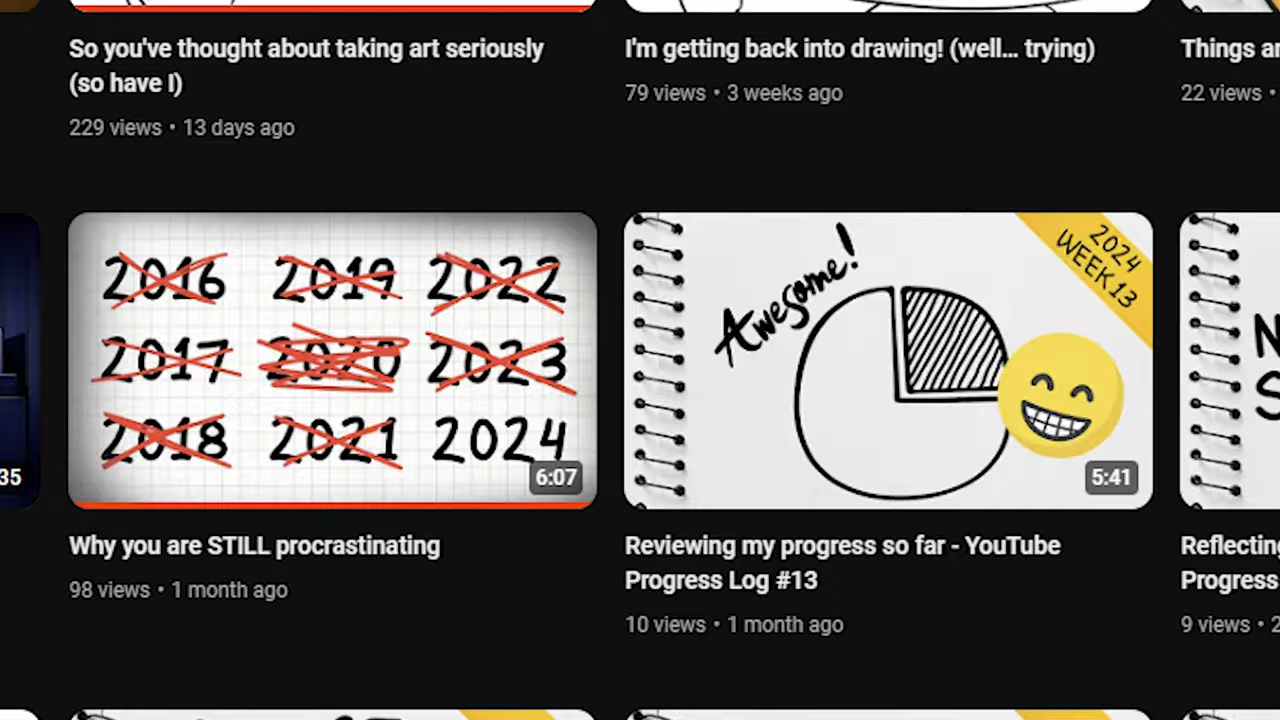 So you've thought about taking art seriously
(so have I)
229 views • 13 days ago
I'm getting back into drawing! (well... trying)
79 views • 3 weeks ago
Things
22 views •
35
2016 2019 2022
2017 2020 2023
2018 2021 2024
6:07
Why you are STILL procrastinating
98 views • 1 month ago
Awesome!
2024
WEEK 13
5:41
Reviewing my progress so far - YouTube
Progress Log #13
10 views • 1 month ago
Reflecting
Progress
9 views • 2